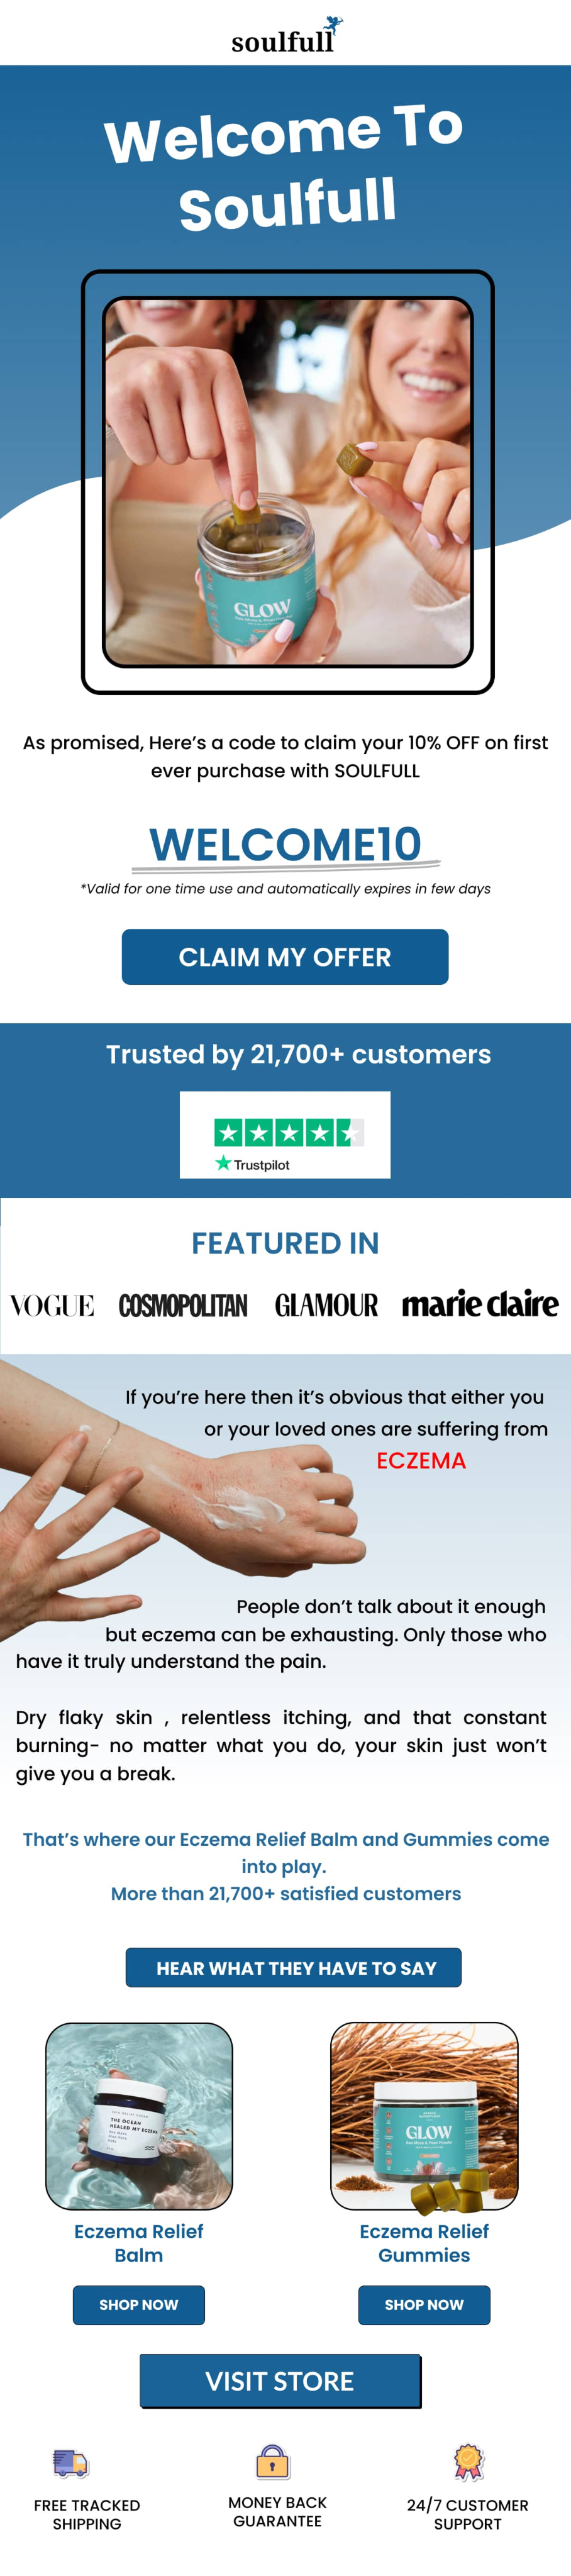 soulfull
Welcome To
Soulfull
GLOW
As promised, Here's a code to claim your 10% OFF on first
ever purchase with SOULFULL
WELCOME10
*Valid for one time use and automatically expires in few days
CLAIM MY OFFER
Trusted by 21,700+ customers
Trustpilot
FEATURED IN
VOGUE COSMOPOLITAN GLAMOUR marie claire
If you're here then it's obvious that either you
or your loved ones are suffering from
ECZEMA
People don't talk about it enough
but eczema can be exhausting. Only those who
have it truly understand the pain.
Dry flaky skin , relentless itching, and that constant
burning- no matter what you do, your skin just won't
give you a break.
That's where our Eczema Relief Balm and Gummies come
into play.
More than 21,700+ satisfied customers
HEAR WHAT THEY HAVE TO SAY
THE OCEAN
HEALED MY ECZEMA
GLOW
Eczema Relief
Balm
Eczema Relief
Gummies
SHOP NOW
SHOP NOW
VISIT STORE
FREE TRACKED
SHIPPING
MONEY BACK
GUARANTEE
24/7 CUSTOMER
SUPPORT